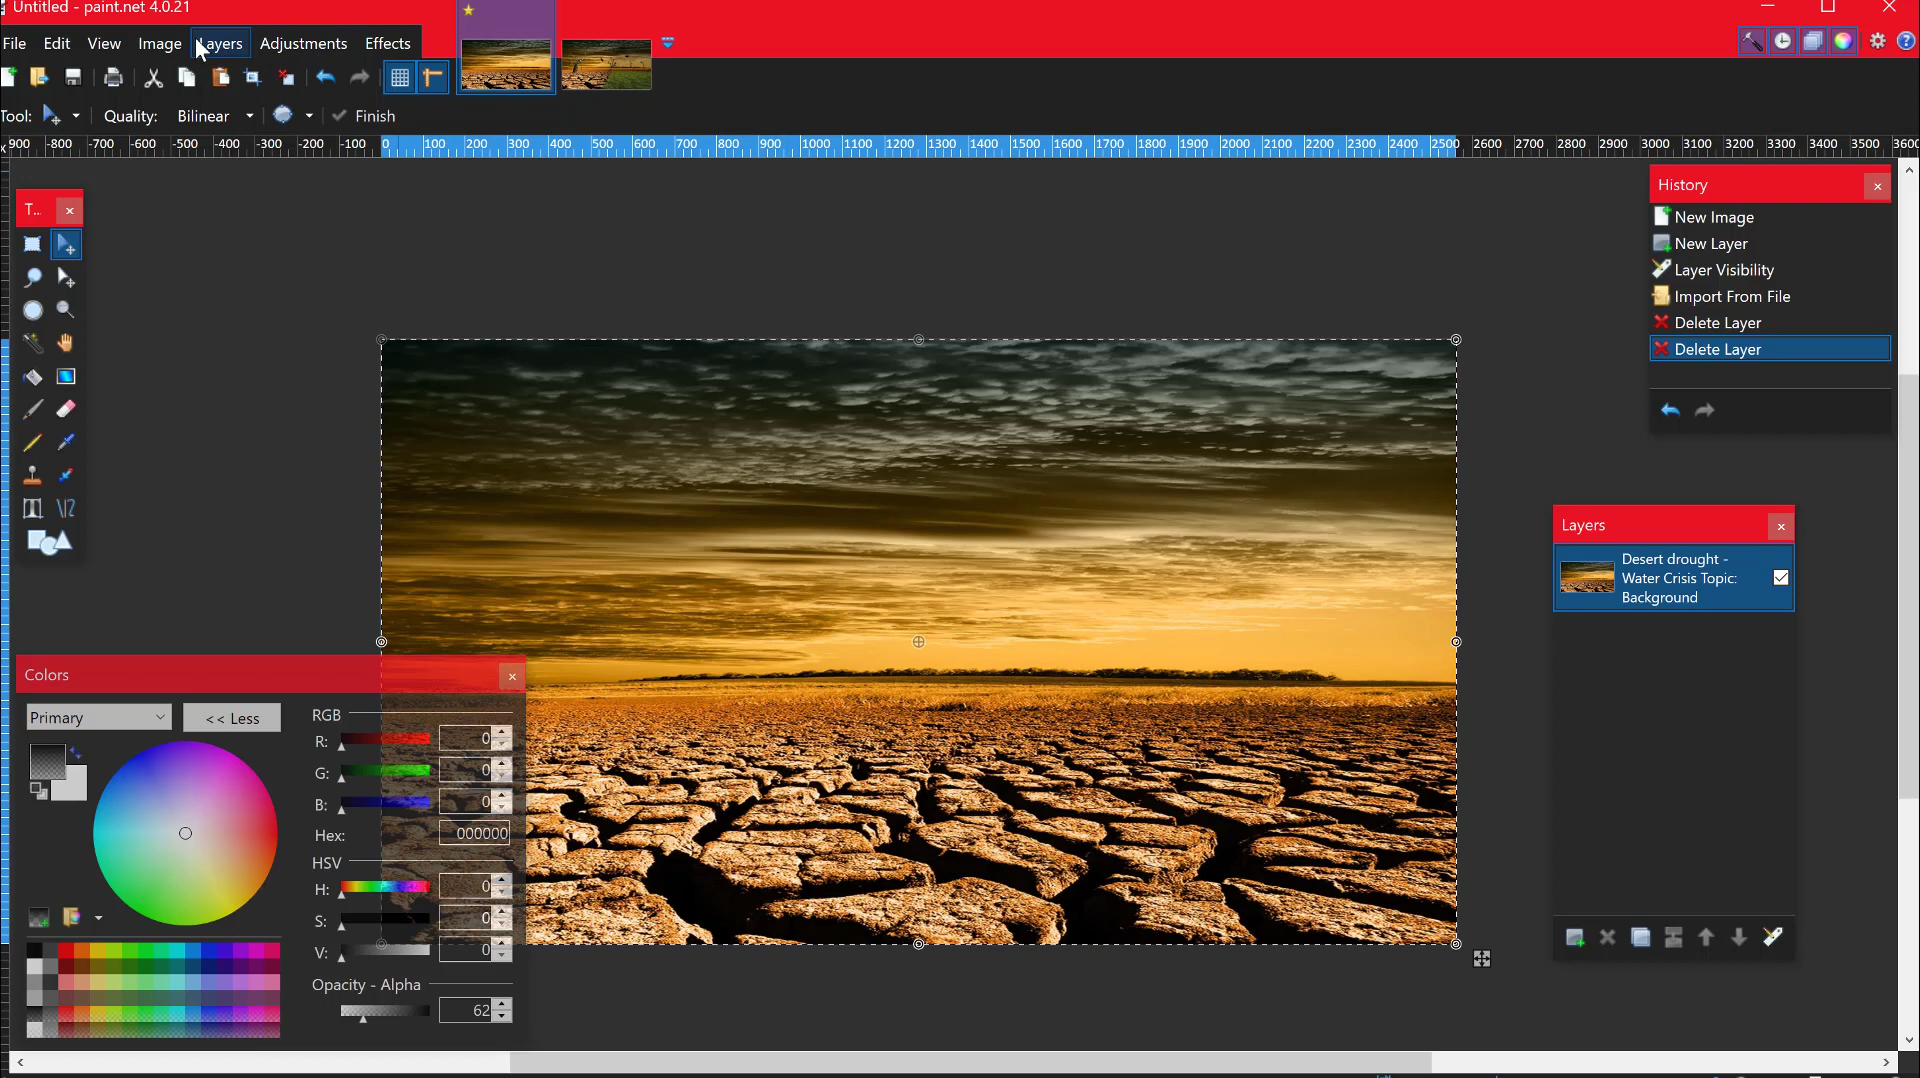 Untitled - paint.net 4.0.21
File Edit View Image Layers Adjustments Effects
Tool: Quality: Bilinear Finish
900 -800 -700 -600 -500 -400 -300 -200 -100 0 100 200 300 400 500 600 700 800 900 1000 1100 1200 1300 1400 1500 1600 1700 1800 1900 2000 2100 2200 2300 2400 2500 2600 2700 2800 2900 3000 3100 3200 3300 3400 3500 3600
T...
History
New Image
New Layer
Layer Visibility
Import From File
Delete Layer
Delete Layer
Layers
Desert drought -
Water Crisis Topic:
Background
Colors
Primary << Less
RGB
R: 0
G: 0
B: 0
Hex: 000000
HSV
H: 0
S: 0
V: 0
Opacity - Alpha
62